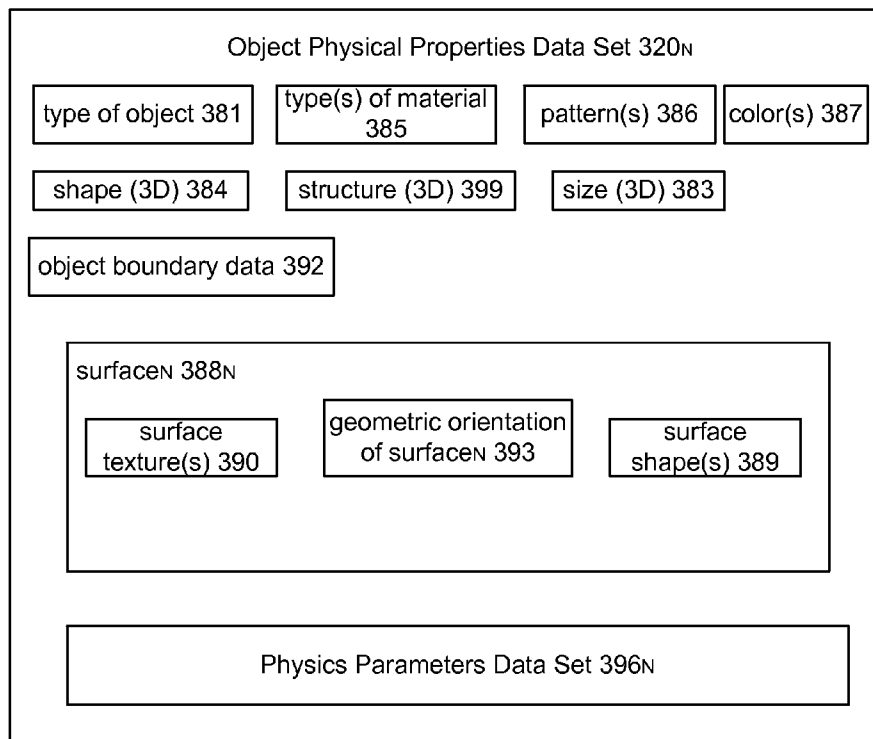 Object Physical Properties Data Set 320N
type of object 381
type(s) of material
385
pattern(s) 386
color(s) 387
shape (3D) 384
structure (3D) 399
size (3D) 383
object boundary data 392
surfaceN 388N
surface
texture(s) 390
geometric orientation
of surfaceN 393
surface
shape(s) 389
Physics Parameters Data Set 396N